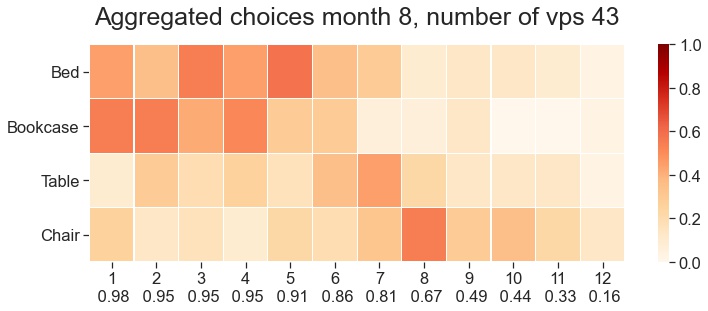 Aggregated choices month 8, number of vps 43
Bed
Bookcase
Table
Chair
1 2 3 4 5 6 7 8 9 10 11 12
0.98 0.95 0.95 0.95 0.91 0.86 0.81 0.67 0.49 0.44 0.33 0.16
1.0
0.8
0.6
0.4
0.2
0.0